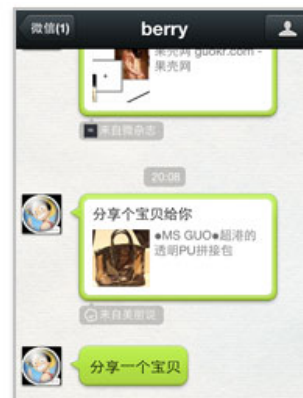 微信(1)
berry
果壳网 guokr.com -
果壳网
来自微杂志
20:08
分享个宝贝给你
●MS GUO●超港的
透明PU拼接包
来自美丽说
分享一个宝贝